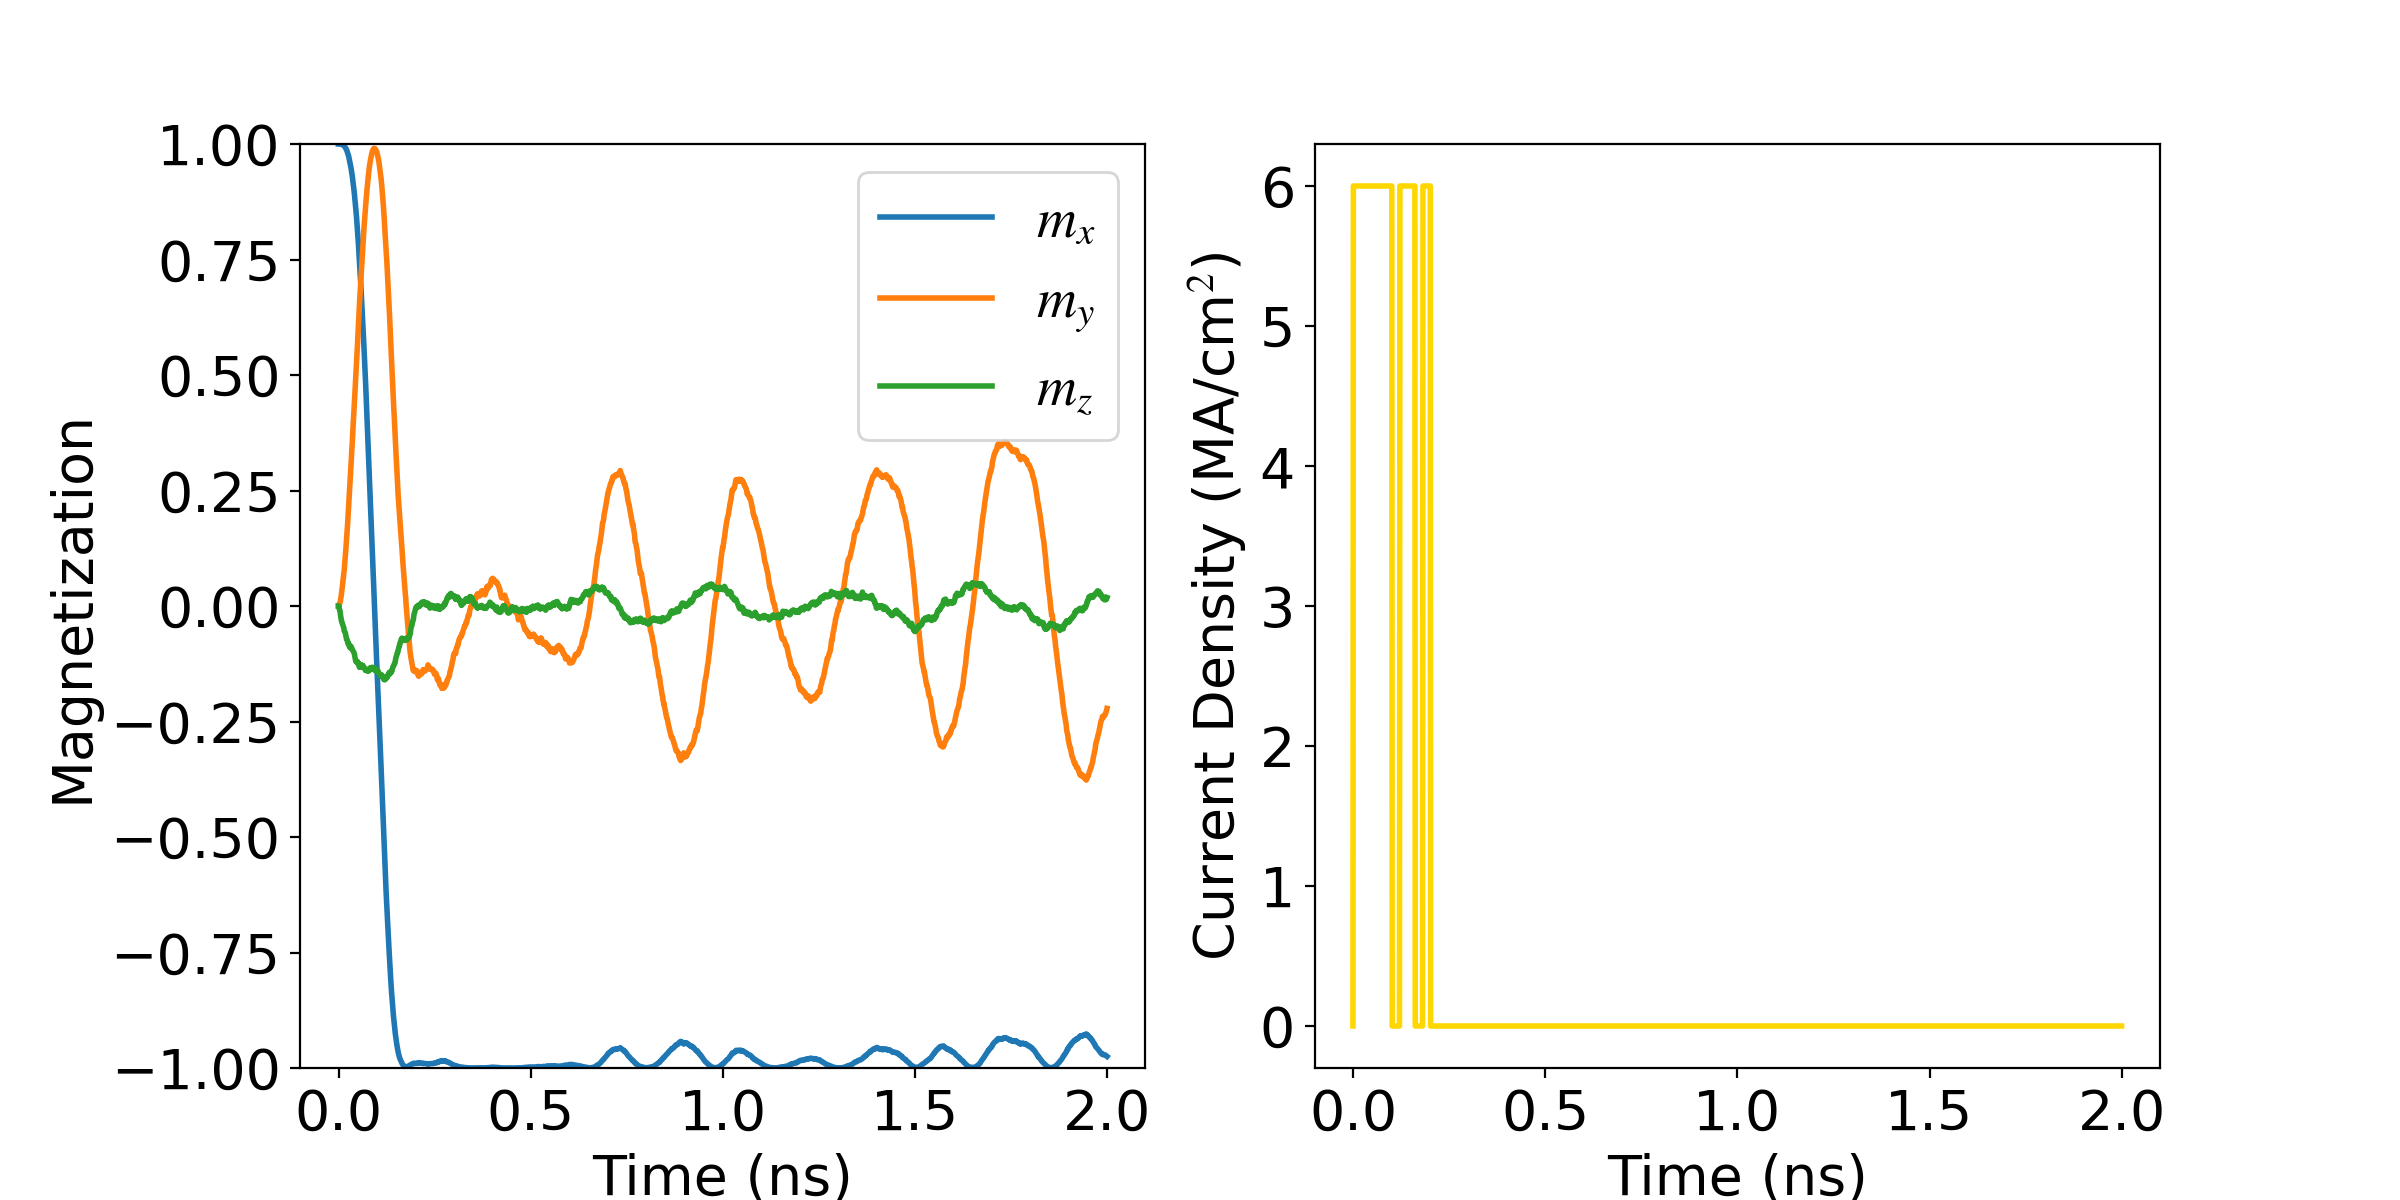 1.00
0.75
0.50
0.25
0.00
−0.25
−0.50
−0.75
−1.00
Magnetization
0.0 0.5 1.0 1.5 2.0
Time (ns)
m_x
m_y
m_z
6
5
4
3
2
1
0
Current Density (MA/cm²)
0.0 0.5 1.0 1.5 2.0
Time (ns)